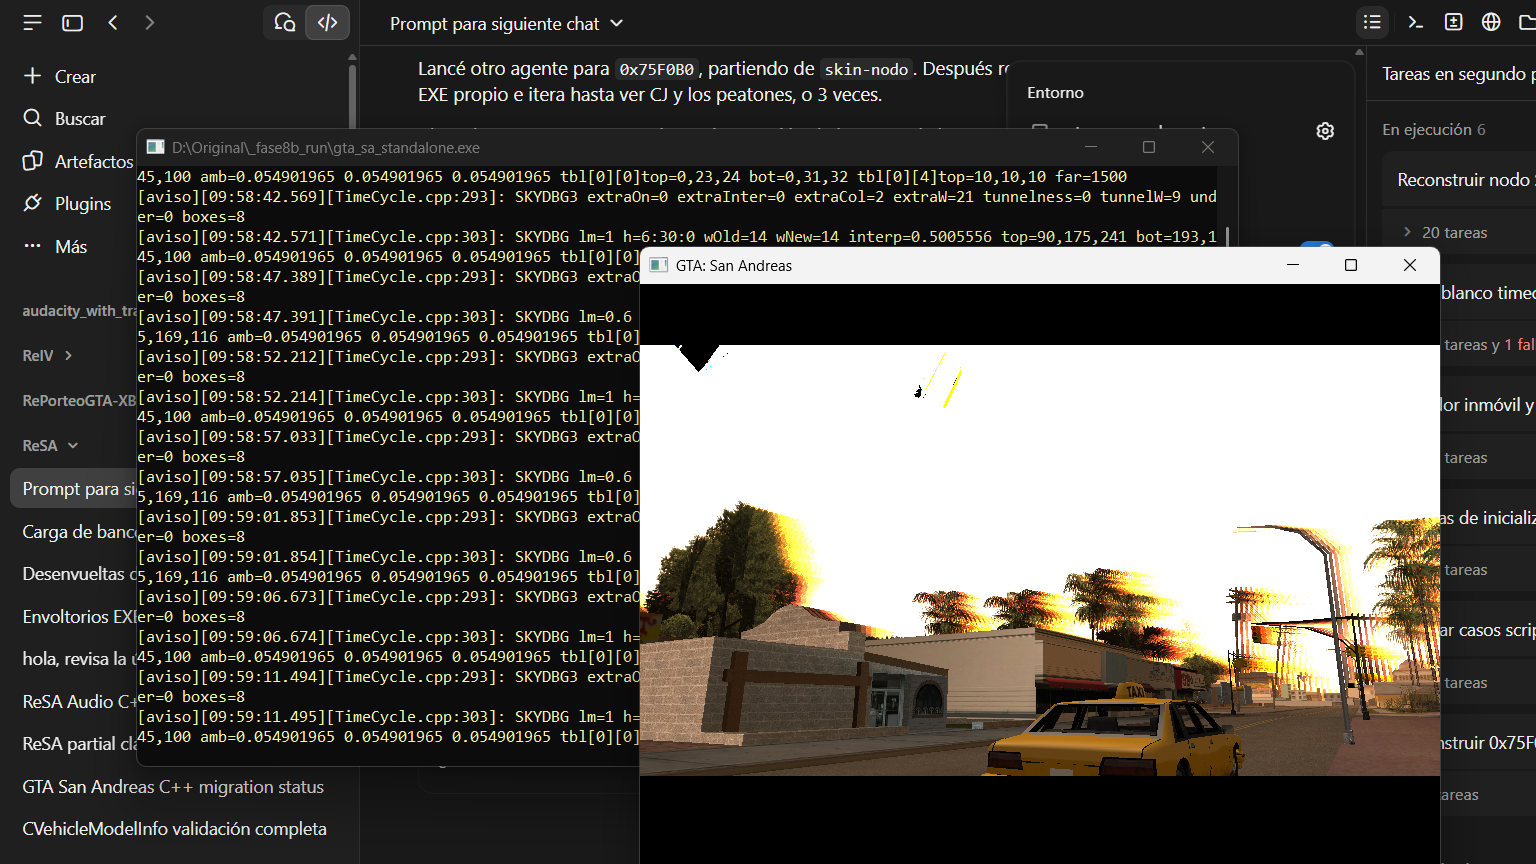 Prompt para siguiente chat
Crear
Buscar
Artefactos
Plugins
Más
audacity_with_tra
ReIV
RePorteoGTA-XB
ReSA
Prompt para si
Carga de banc
Desenvueltas
Envoltorios EXE
hola, revisa la
ReSA Audio C+
ReSA partial cla
GTA San Andreas C++ migration status
CVehicleModelInfo validación completa
Lancé otro agente para 0x75F0B0, partiendo de skin-nodo. Después re
EXE propio e itera hasta ver CJ y los peatones, o 3 veces.
Entorno
Tareas en segundo p
En ejecución 6
Reconstruir nodo
20 tareas
blanco timec
tareas y 1 fall
lor inmóvil y
tareas
as de inicializ
tareas
ar casos scrip
tareas
nstruir 0x75F
tareas
D:\Original\_fase8b_run\gta_sa_standalone.exe
45,100 amb=0.054901965 0.054901965 0.054901965 tbl[0][0]top=0,23,24 bot=0,31,32 tbl[0][4]top=10,10,10 far=1500
[aviso][09:58:42.569][TimeCycle.cpp:293]: SKYDBG3 extraOn=0 extraInter=0 extraCol=2 extraW=21 tunnelness=0 tunnelW=9 und
er=0 boxes=8
[aviso][09:58:42.571][TimeCycle.cpp:303]: SKYDBG lm=1 h=6:30:0 wOld=14 wNew=14 interp=0.5005556 top=90,175,241 bot=193,1
45,100 amb=0.054901965 0.054901965 0.054901965 tbl[0]
[aviso][09:58:47.389][TimeCycle.cpp:293]: SKYDBG3 extraO
er=0 boxes=8
[aviso][09:58:47.391][TimeCycle.cpp:303]: SKYDBG lm=0.6
5,169,116 amb=0.054901965 0.054901965 0.054901965 tbl[0]
[aviso][09:58:52.212][TimeCycle.cpp:293]: SKYDBG3 extraO
er=0 boxes=8
[aviso][09:58:52.214][TimeCycle.cpp:303]: SKYDBG lm=1 h=
45,100 amb=0.054901965 0.054901965 0.054901965 tbl[0]
[aviso][09:58:57.033][TimeCycle.cpp:293]: SKYDBG3 extraO
er=0 boxes=8
[aviso][09:58:57.035][TimeCycle.cpp:303]: SKYDBG lm=0.6
5,169,116 amb=0.054901965 0.054901965 0.054901965 tbl[0]
[aviso][09:59:01.853][TimeCycle.cpp:293]: SKYDBG3 extraO
er=0 boxes=8
[aviso][09:59:01.854][TimeCycle.cpp:303]: SKYDBG lm=0.6
5,169,116 amb=0.054901965 0.054901965 0.054901965 tbl[0]
[aviso][09:59:06.673][TimeCycle.cpp:293]: SKYDBG3 extraO
er=0 boxes=8
[aviso][09:59:06.674][TimeCycle.cpp:303]: SKYDBG lm=1 h=
45,100 amb=0.054901965 0.054901965 0.054901965 tbl[0]
[aviso][09:59:11.494][TimeCycle.cpp:293]: SKYDBG3 extraO
er=0 boxes=8
[aviso][09:59:11.495][TimeCycle.cpp:303]: SKYDBG lm=1 h=
45,100 amb=0.054901965 0.054901965 0.054901965 tbl[0][0]
GTA: San Andreas
TAXI